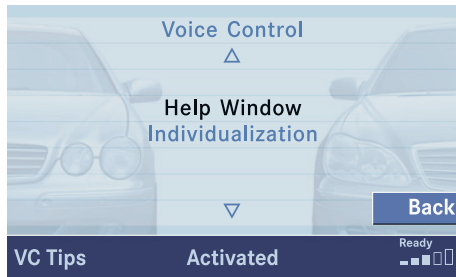 Voice Control
Help Window
Individualization
Back
VC Tips
Activated
Ready